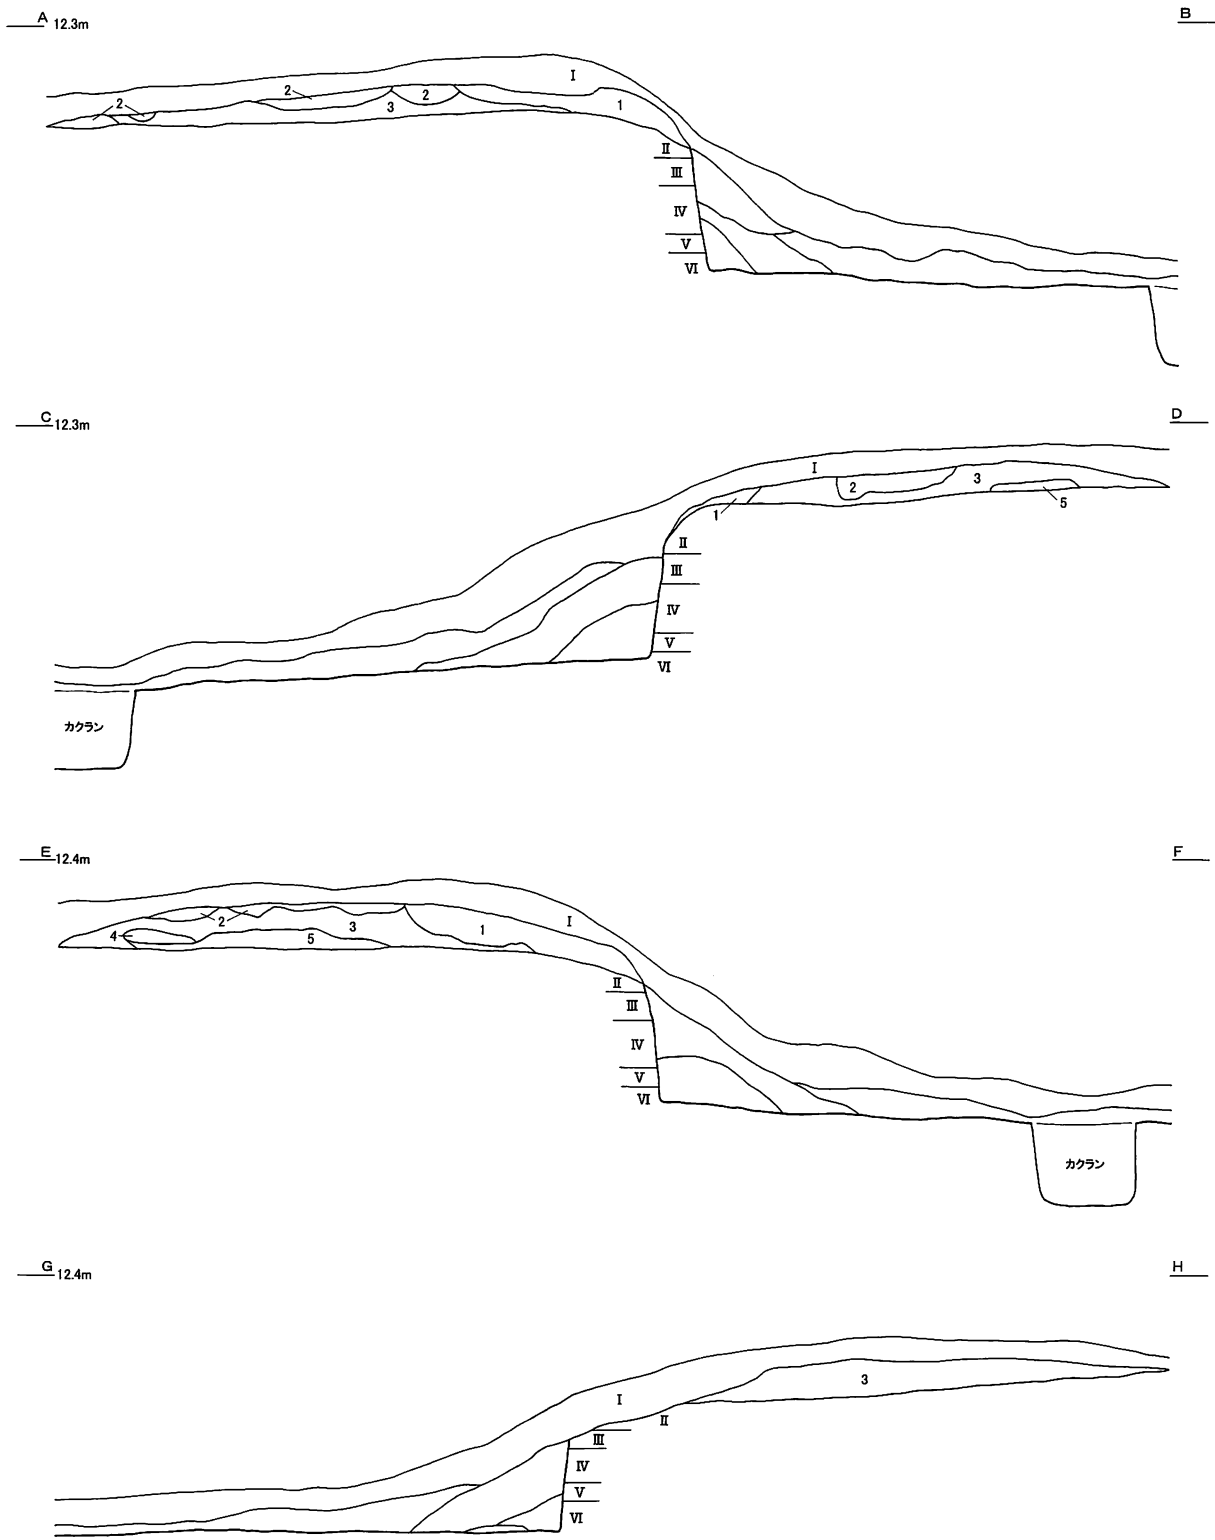 A 12.3m B
I
2 2
2 3 1
II
III
IV
V
VI
C 12.3m D
I
2 3
1 5
II
III
IV
V
VI
カクラン
E 12.4m F
I
2 3 1
4 5
II
III
IV
V
VI
カクラン
G 12.4m H
3
I
II
III
IV
V
VI